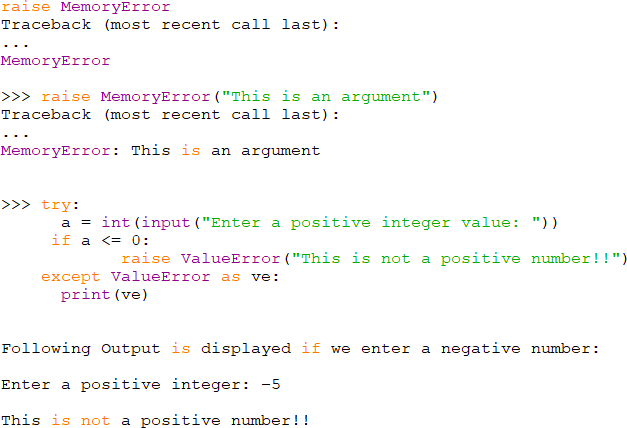 raise MemoryError
Traceback (most recent call last):
...
MemoryError
>>> raise MemoryError("This is an argument")
Traceback (most recent call last):
...
MemoryError: This is an argument
>>> try:
      a = int(input("Enter a positive integer value: "))
     if a <= 0:
            raise ValueError("This is not a positive number!!")
    except ValueError as ve:
      print(ve)
Following Output is displayed if we enter a negative number:
Enter a positive integer: –5
This is not a positive number!!